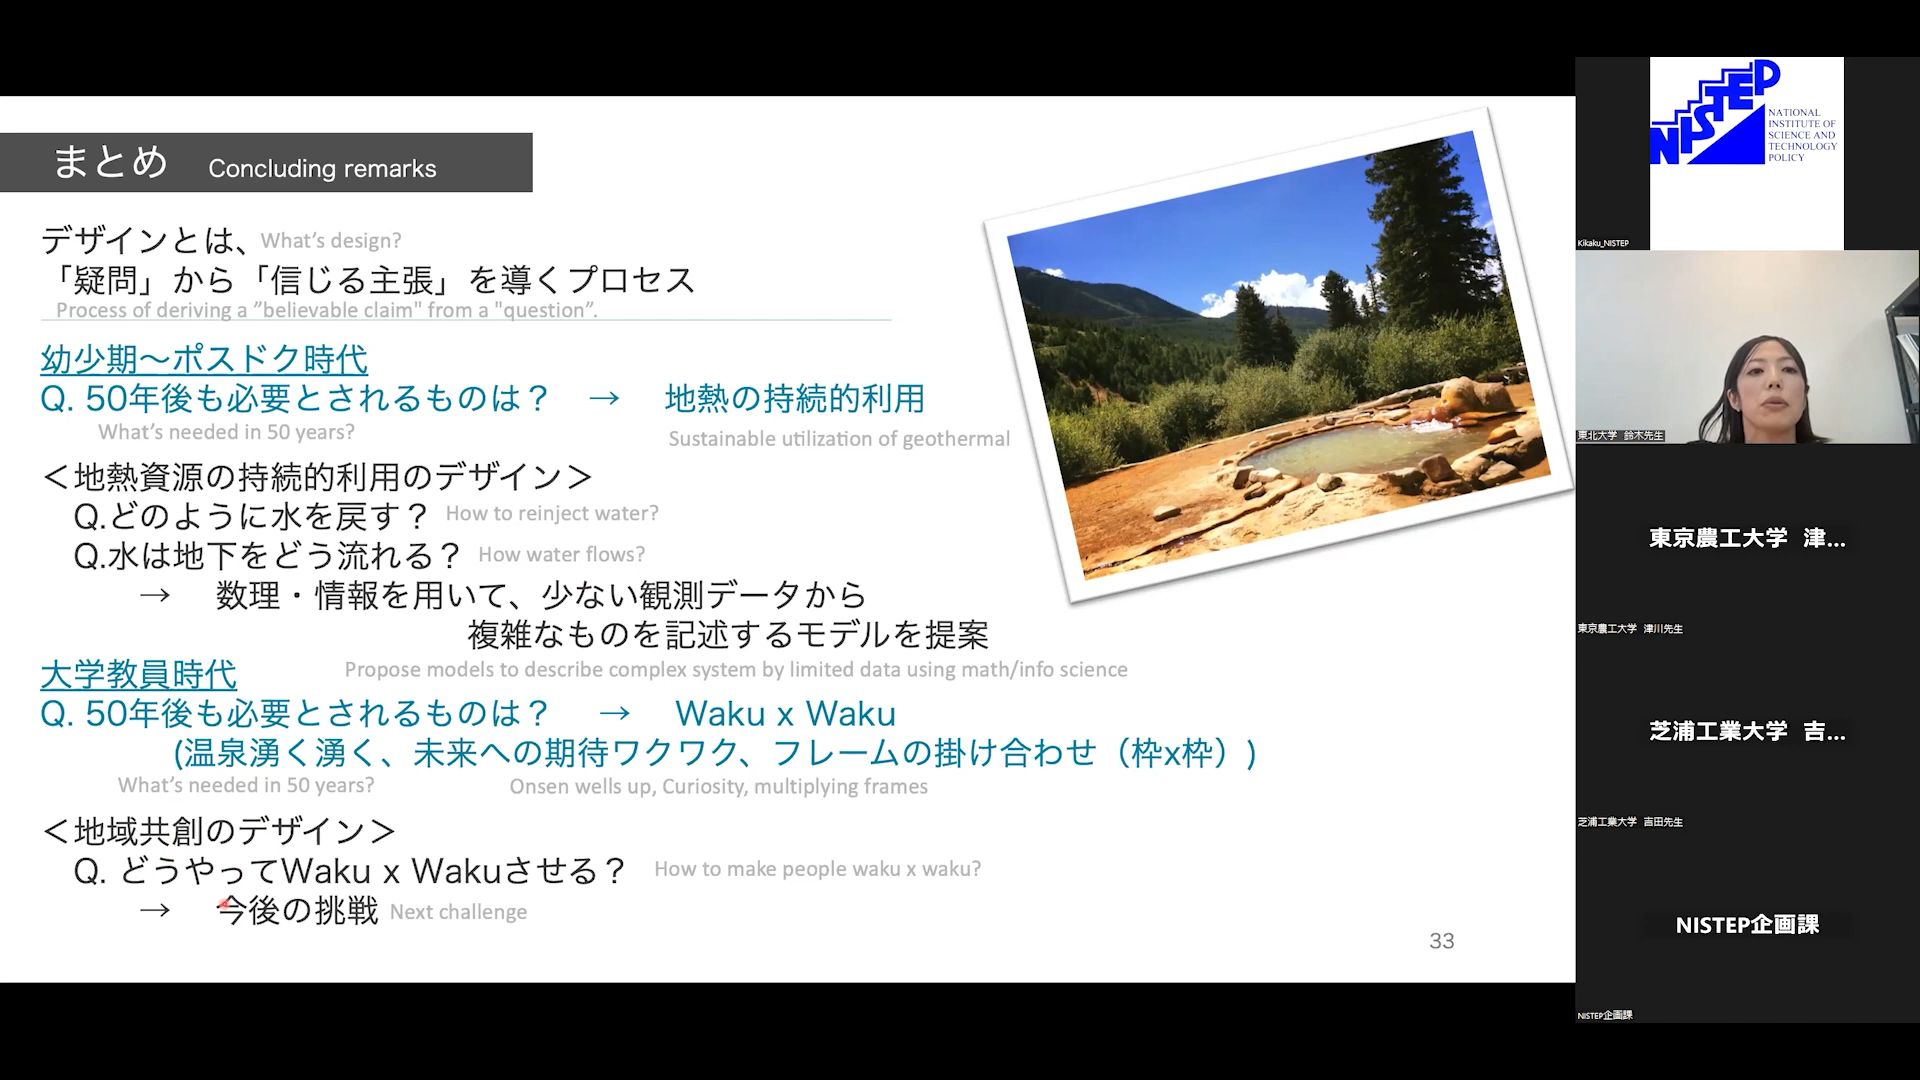 まとめ Concluding remarks
デザインとは、 What's design?
「疑問」から「信じる主張」を導くプロセス
Process of deriving a ”believable claim" from a "question”.
幼少期～ポスドク時代
Q. 50年後も必要とされるものは？ → 地熱の持続的利用
What's needed in 50 years? Sustainable utilization of geothermal
＜地熱資源の持続的利用のデザイン＞
Q.どのように水を戻す？ How to reinject water?
Q.水は地下をどう流れる？ How water flows?
→ 数理・情報を用いて、少ない観測データから
複雑なものを記述するモデルを提案
大学教員時代 Propose models to describe complex system by limited data using math/info science
Q. 50年後も必要とされるものは？ → Waku x Waku
(温泉湧く湧く、未来への期待ワクワク、フレームの掛け合わせ（枠x枠）)
What's needed in 50 years? Onsen wells up, Curiosity, multiplying frames
＜地域共創のデザイン＞
Q. どうやってWaku x Wakuさせる？ How to make people waku x waku?
→ 今後の挑戦 Next challenge
33
NISTEP
NATIONAL
INSTITUTE OF
SCIENCE AND
TECHNOLOGY
POLICY
Kikaku_NISTEP
東北大学 鈴木先生
東京農工大学 津...
東京農工大学 津川先生
芝浦工業大学 吉...
芝浦工業大学 吉田先生
NISTEP企画課
NISTEP企画課